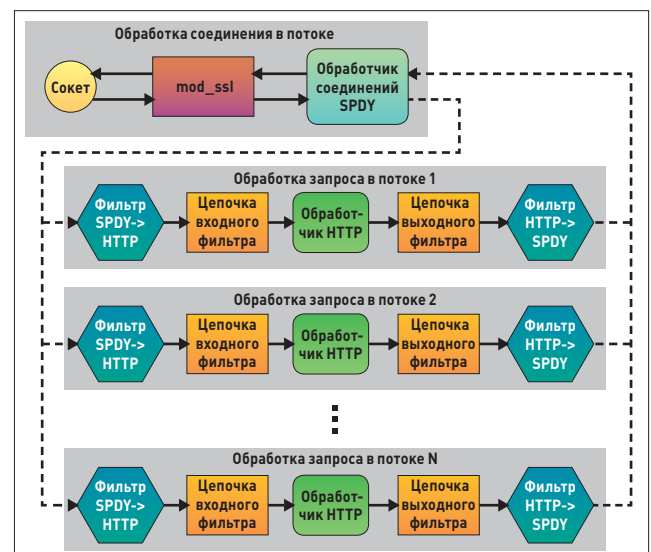 Обработка соединения в потоке
Сокет
mod_ssl
Обработчик
соединений
SPDY
Обработка запроса в потоке 1
Фильтр
SPDY->
HTTP
Цепочка
входного
фильтра
Обработ-
чик HTTP
Цепочка
выходного
фильтра
Фильтр
HTTP->
SPDY
Обработка запроса в потоке 2
Фильтр
SPDY->
HTTP
Цепочка
входного
фильтра
Обработ-
чик HTTP
Цепочка
выходного
фильтра
Фильтр
HTTP->
SPDY
Обработка запроса в потоке N
Фильтр
SPDY->
HTTP
Цепочка
входного
фильтра
Обработ-
чик HTTP
Цепочка
выходного
фильтра
Фильтр
HTTP->
SPDY